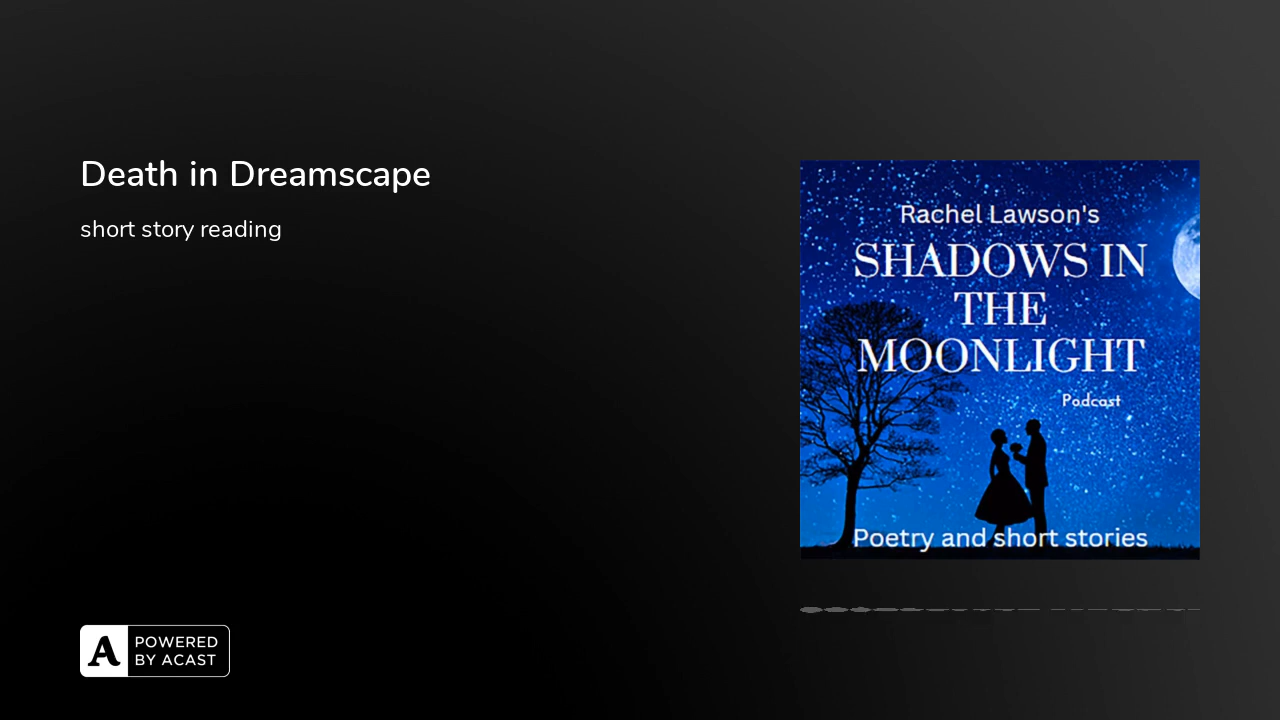 Death in Dreamscape
short story reading
Rachel Lawson's
SHADOWS IN
THE
MOONLIGHT
Podcast
Poetry and short stories
A POWERED
BY ACAST